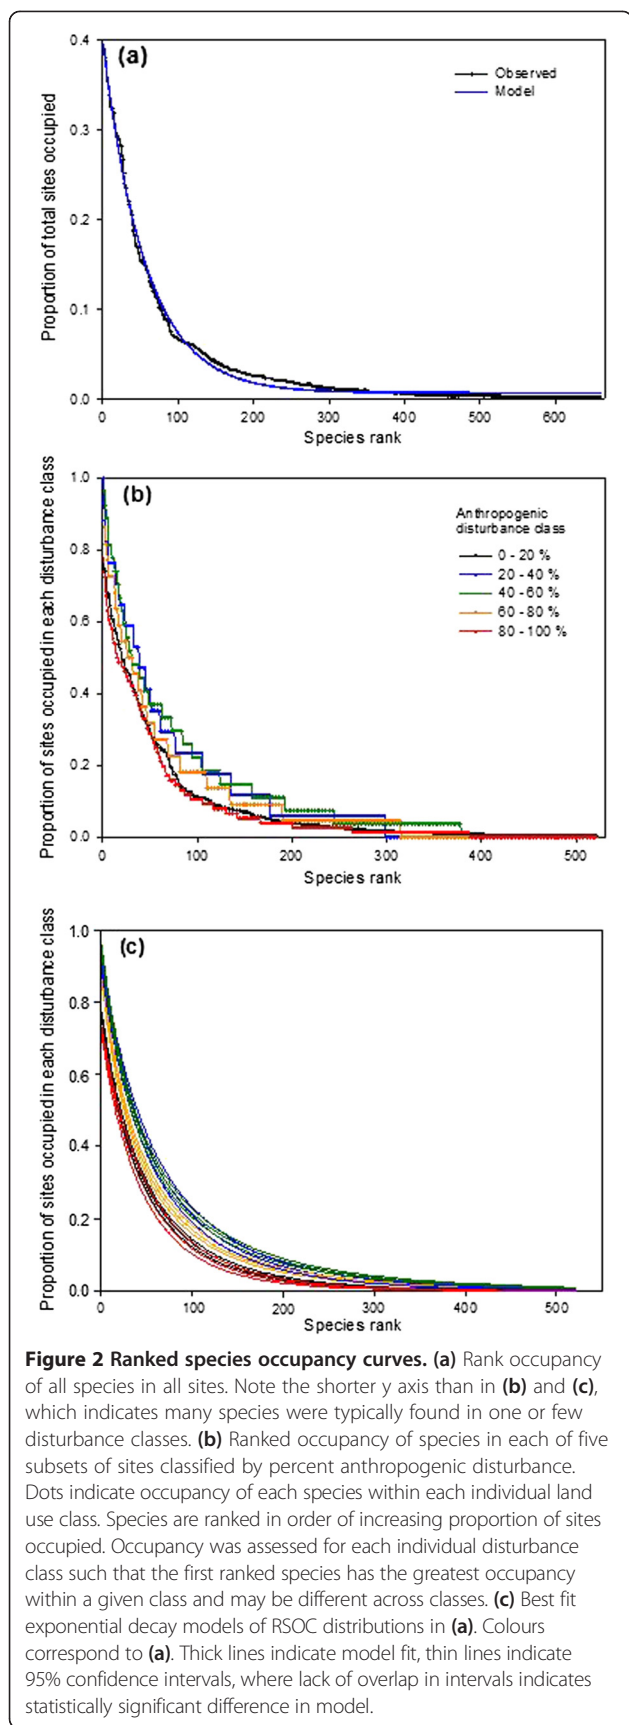 (a)
Observed
Model
Proportion of total sites occupied
0.4
0.3
0.2
0.1
0.0
0 100 200 300 400 500 600
Species rank
(b)
Anthropogenic
disturbance class
0 - 20 %
20 - 40 %
40 - 60 %
60 - 80 %
80 - 100 %
Proportion of sites occupied in each disturbance class
1.0
0.8
0.6
0.4
0.2
0.0
0 100 200 300 400 500
Species rank
(c)
Proportion of sites occupied in each disturbance class
1.0
0.8
0.6
0.4
0.2
0.0
0 100 200 300 400 500
Species rank
Figure 2 Ranked species occupancy curves. (a) Rank occupancy
of all species in all sites. Note the shorter y axis than in (b) and (c),
which indicates many species were typically found in one or few
disturbance classes. (b) Ranked occupancy of species in each of five
subsets of sites classified by percent anthropogenic disturbance.
Dots indicate occupancy of each species within each individual land
use class. Species are ranked in order of increasing proportion of sites
occupied. Occupancy was assessed for each individual disturbance
class such that the first ranked species has the greatest occupancy
within a given class and may be different across classes. (c) Best fit
exponential decay models of RSOC distributions in (a). Colours
correspond to (a). Thick lines indicate model fit, thin lines indicate
95% confidence intervals, where lack of overlap in intervals indicates
statistically significant difference in model.